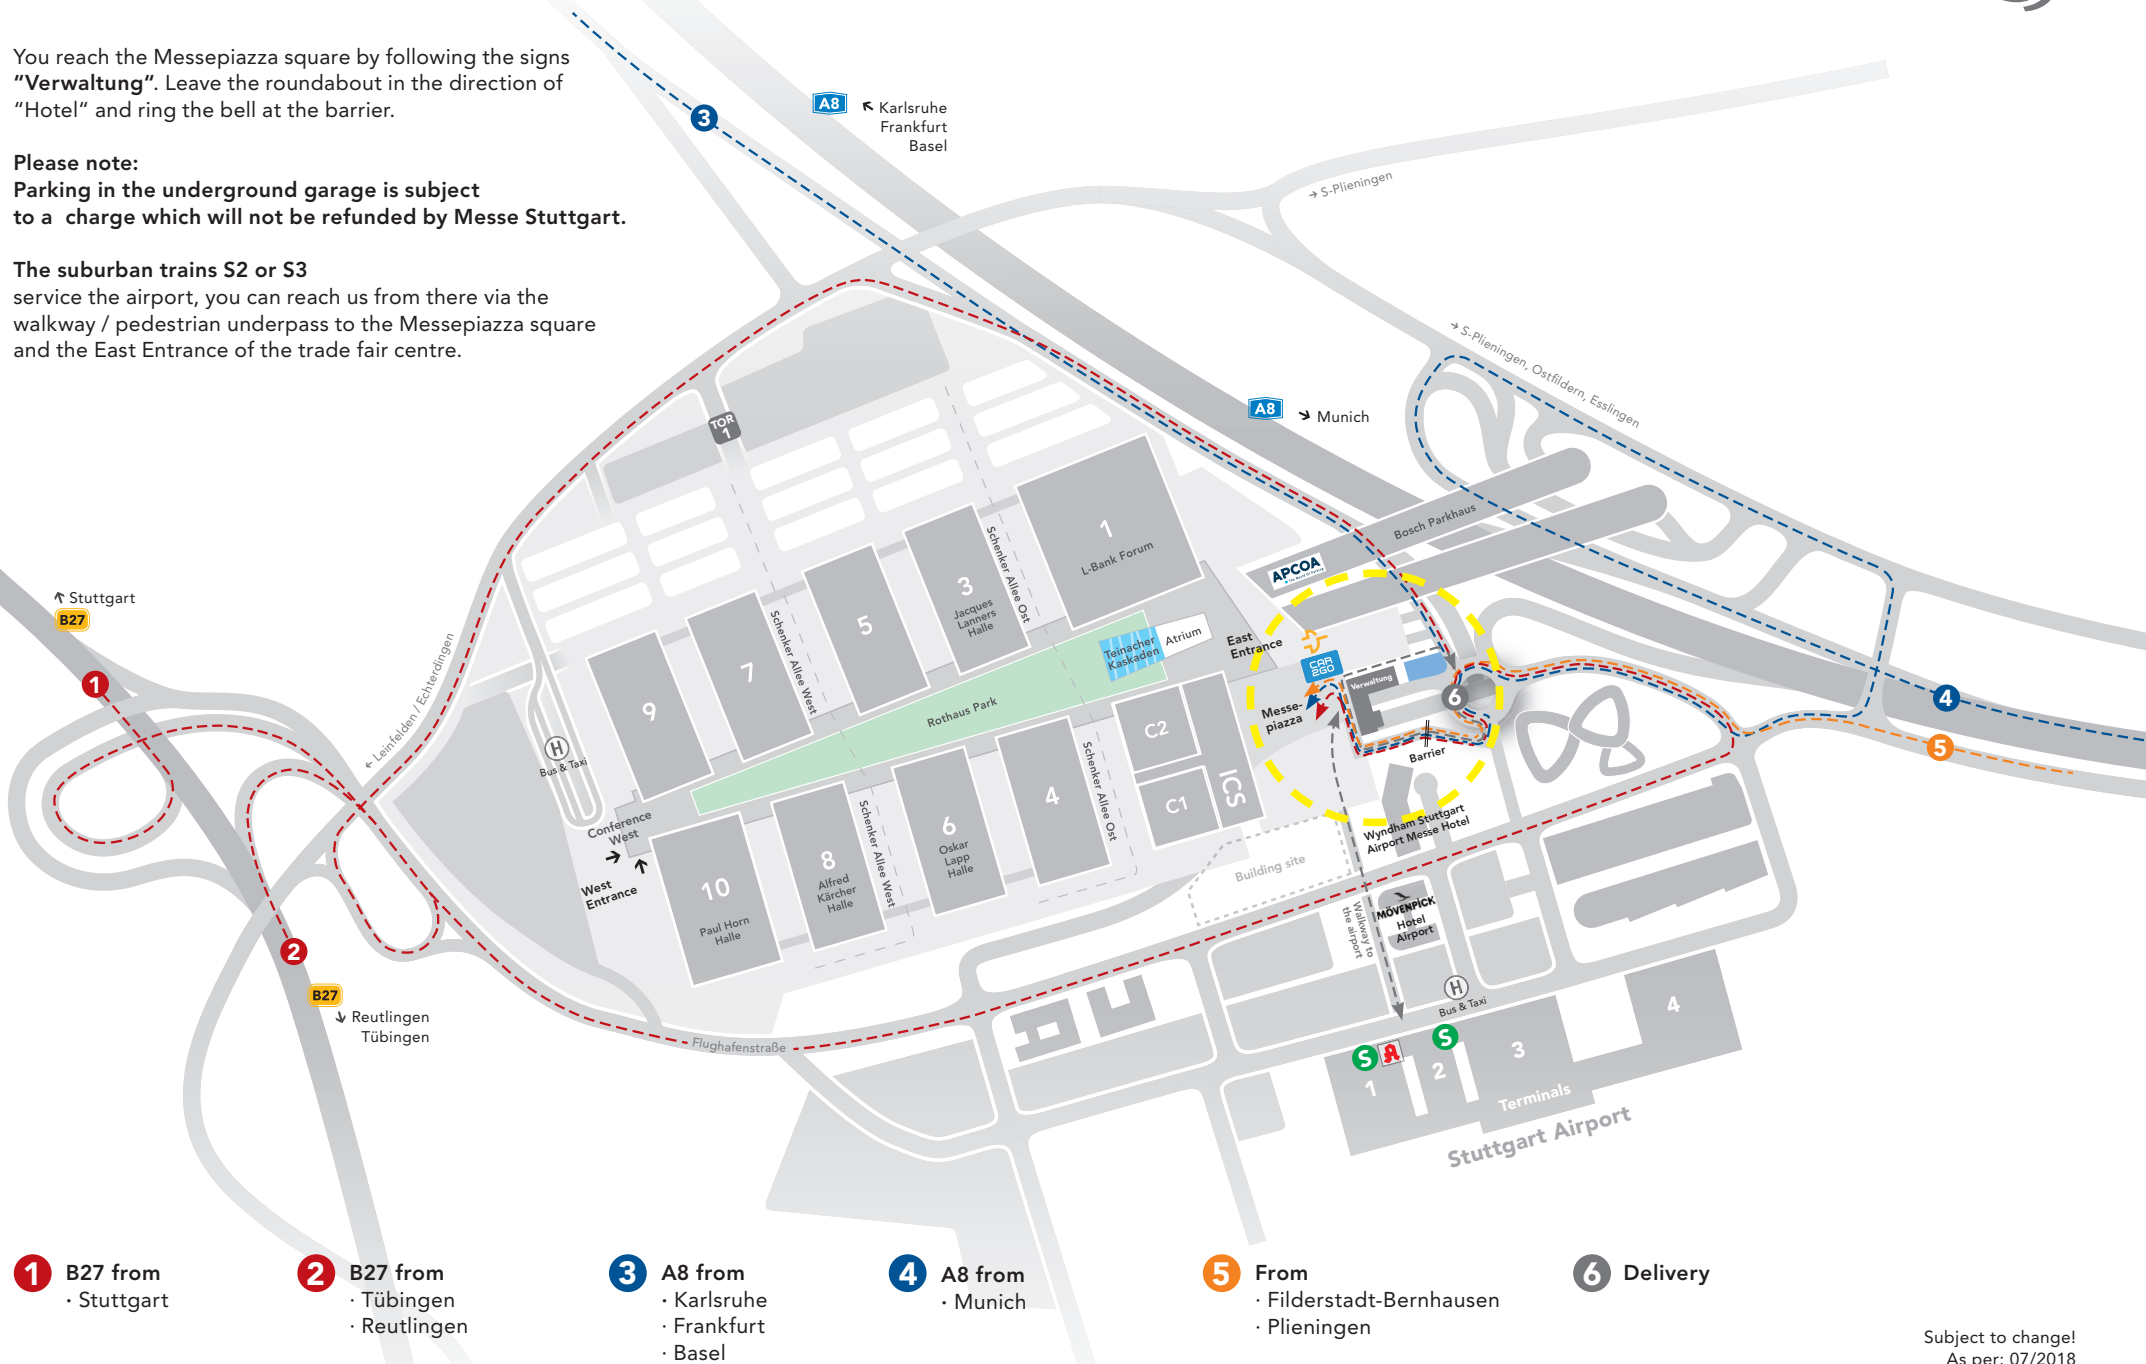 You reach the Messepiazza square by following the signs
“Verwaltung“. Leave the roundabout in the direction of
“Hotel“ and ring the bell at the barrier.
Please note:
Parking in the underground garage is subject
to a charge which will not be refunded by Messe Stuttgart.
The suburban trains S2 or S3
service the airport, you can reach us from there via the
walkway / pedestrian underpass to the Messepiazza square
and the East Entrance of the trade fair centre.
3
A8
Karlsruhe
Frankfurt
Basel
S-Plieningen
S-Plieningen, Ostfildern, Esslingen
A8
Munich
TOR
1
Bosch Parkhaus
APCOA
1
L-Bank Forum
Schenker Allee Ost
3
Jacques
Lanners
Halle
5
Schenker Allee West
7
9
Stuttgart
B27
1
Leinfelden / Echterdingen
H
Bus & Taxi
Rothaus Park
Teinacher
Kaskaden
Atrium
East
Entrance
CAR
2GO
Verwaltung
6
Messe-
piazza
Barrier
4
5
C2
C1
ICS
Schenker Allee Ost
4
6
Oskar
Lapp
Halle
Schenker Allee West
8
Alfred
Kärcher
Halle
10
Paul Horn
Halle
Conference
West
West
Entrance
Wyndham Stuttgart
Airport Messe Hotel
Building site
Walkway to
the airport
MÖVENPICK
Hotel
Airport
H
Bus & Taxi
2
B27
Reutlingen
Tübingen
Flughafenstraße
S
S
1
2
3
4
Terminals
Stuttgart Airport
1 B27 from
· Stuttgart
2 B27 from
· Tübingen
· Reutlingen
3 A8 from
· Karlsruhe
· Frankfurt
· Basel
4 A8 from
· Munich
5 From
· Filderstadt-Bernhausen
· Plieningen
6 Delivery
Subject to change!
As per: 07/2018